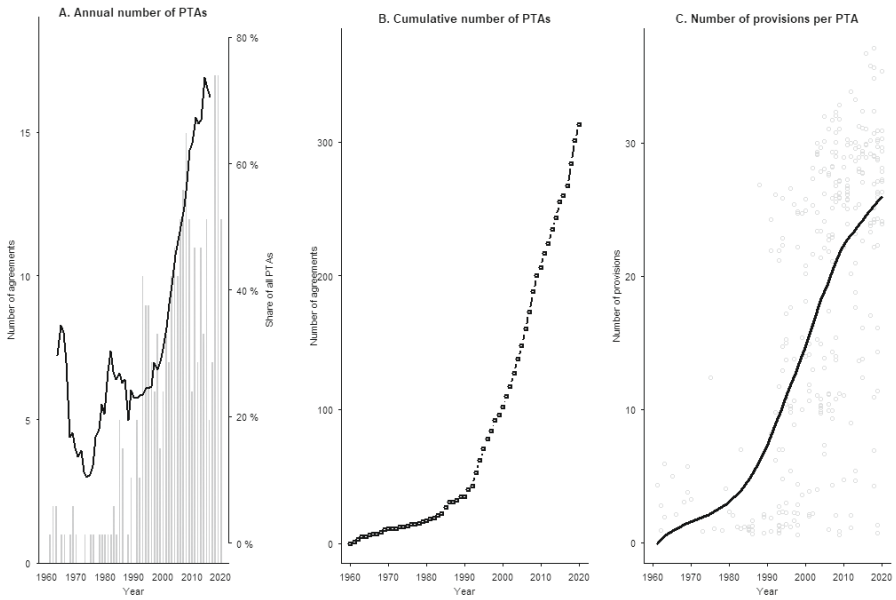 A. Annual number of PTAs
80 %
60 %
40 %
20 %
0 %
Share of all PTAs
15
10
5
0
Number of agreements
1960 1970 1980 1990 2000 2010 2020
Year
B. Cumulative number of PTAs
300
200
100
0
Number of agreements
1960 1970 1980 1990 2000 2010 2020
Year
C. Number of provisions per PTA
30
20
10
0
Number of provisions
1960 1970 1980 1990 2000 2010 2020
Year